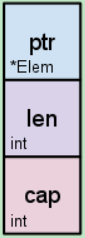 ptr
*Elem
len
int
cap
int